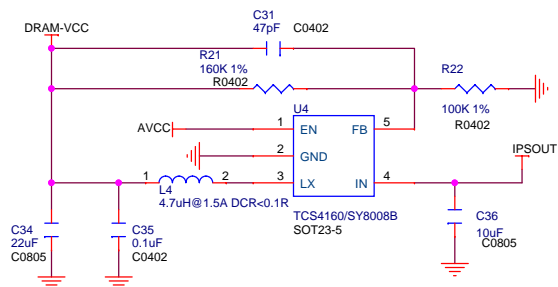 C31
DRAM-VCC
47pF C0402
R21
160K 1%
R0402
R22
100K 1%
R0402
U4
AVCC
1 EN FB 5
2 GND
IPSOUT
1 2 3 LX IN 4
L4
4.7uH@1.5A DCR<0.1R
TCS4160/SY8008B
SOT23-5
C34
22uF
C0805
C35
0.1uF
C0402
C36
10uF
C0805